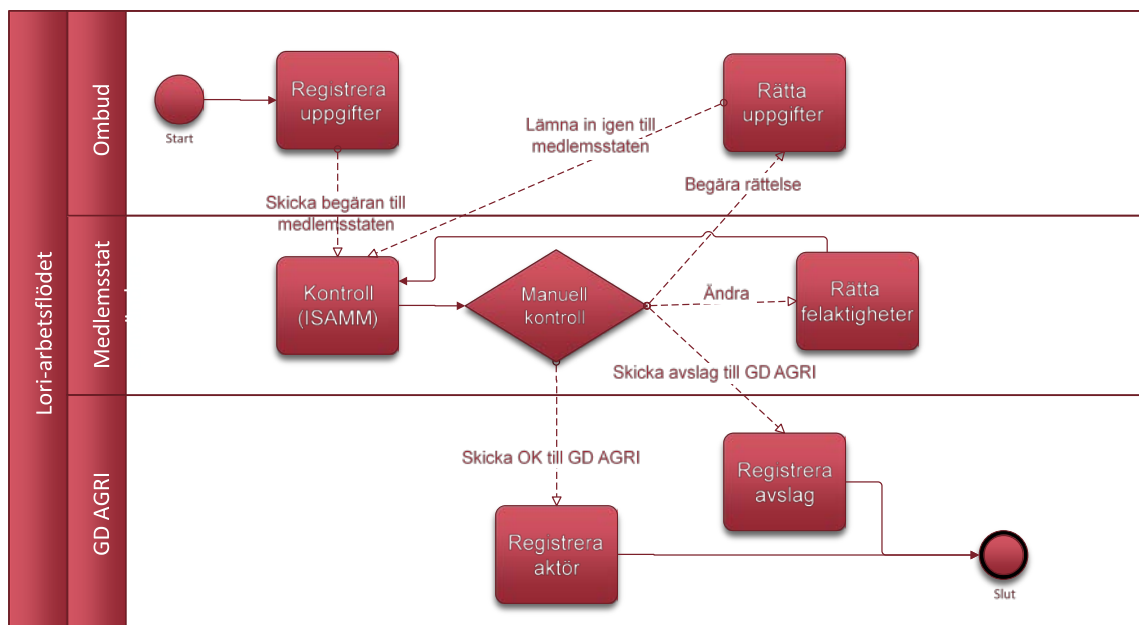 Lori-arbetsflödet
Ombud
Start
Registrera
uppgifter
Rätta
uppgifter
Lämna in igen till
medlemsstaten
Begära rättelse
Skicka begäran till
medlemsstaten
Medlemsstat
Kontroll
(ISAMM)
Manuell
kontroll
Ändra
Rätta
felaktigheter
Skicka avslag till GD AGRI
GD AGRI
Skicka OK till GD AGRI
Registrera
avslag
Registrera
aktör
Slut